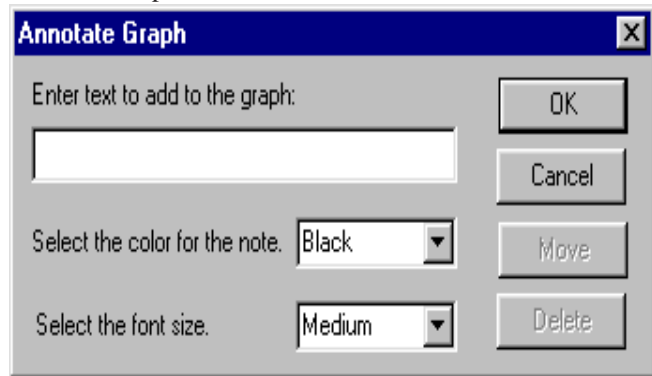 Annotate Graph
Enter text to add to the graph:
OK
Cancel
Select the color for the note. Black
Move
Select the font size. Medium
Delete